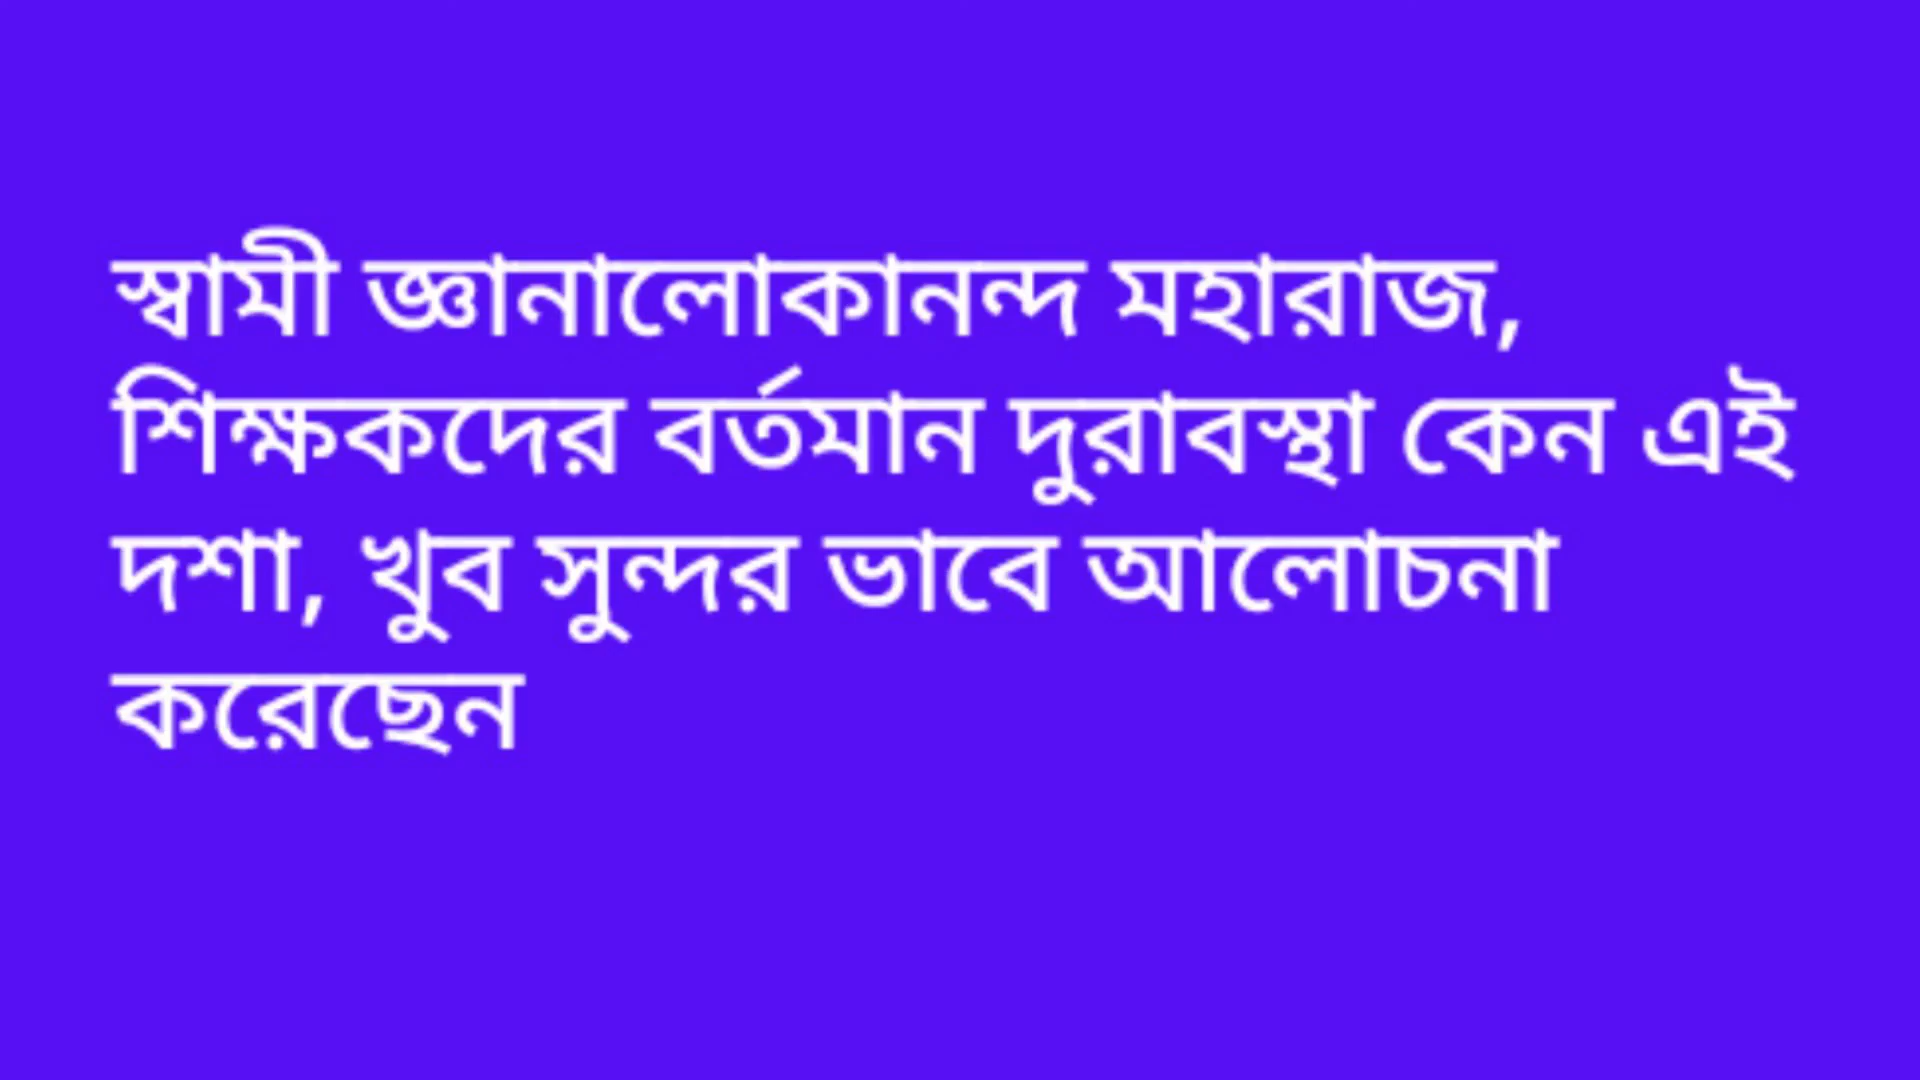 স্বামী জ্ঞানালোকানন্দ মহারাজ,
শিক্ষকদের বর্তমান দুরাবস্থা কেন এই
দশা, খুব সুন্দর ভাবে আলোচনা
করেছেন